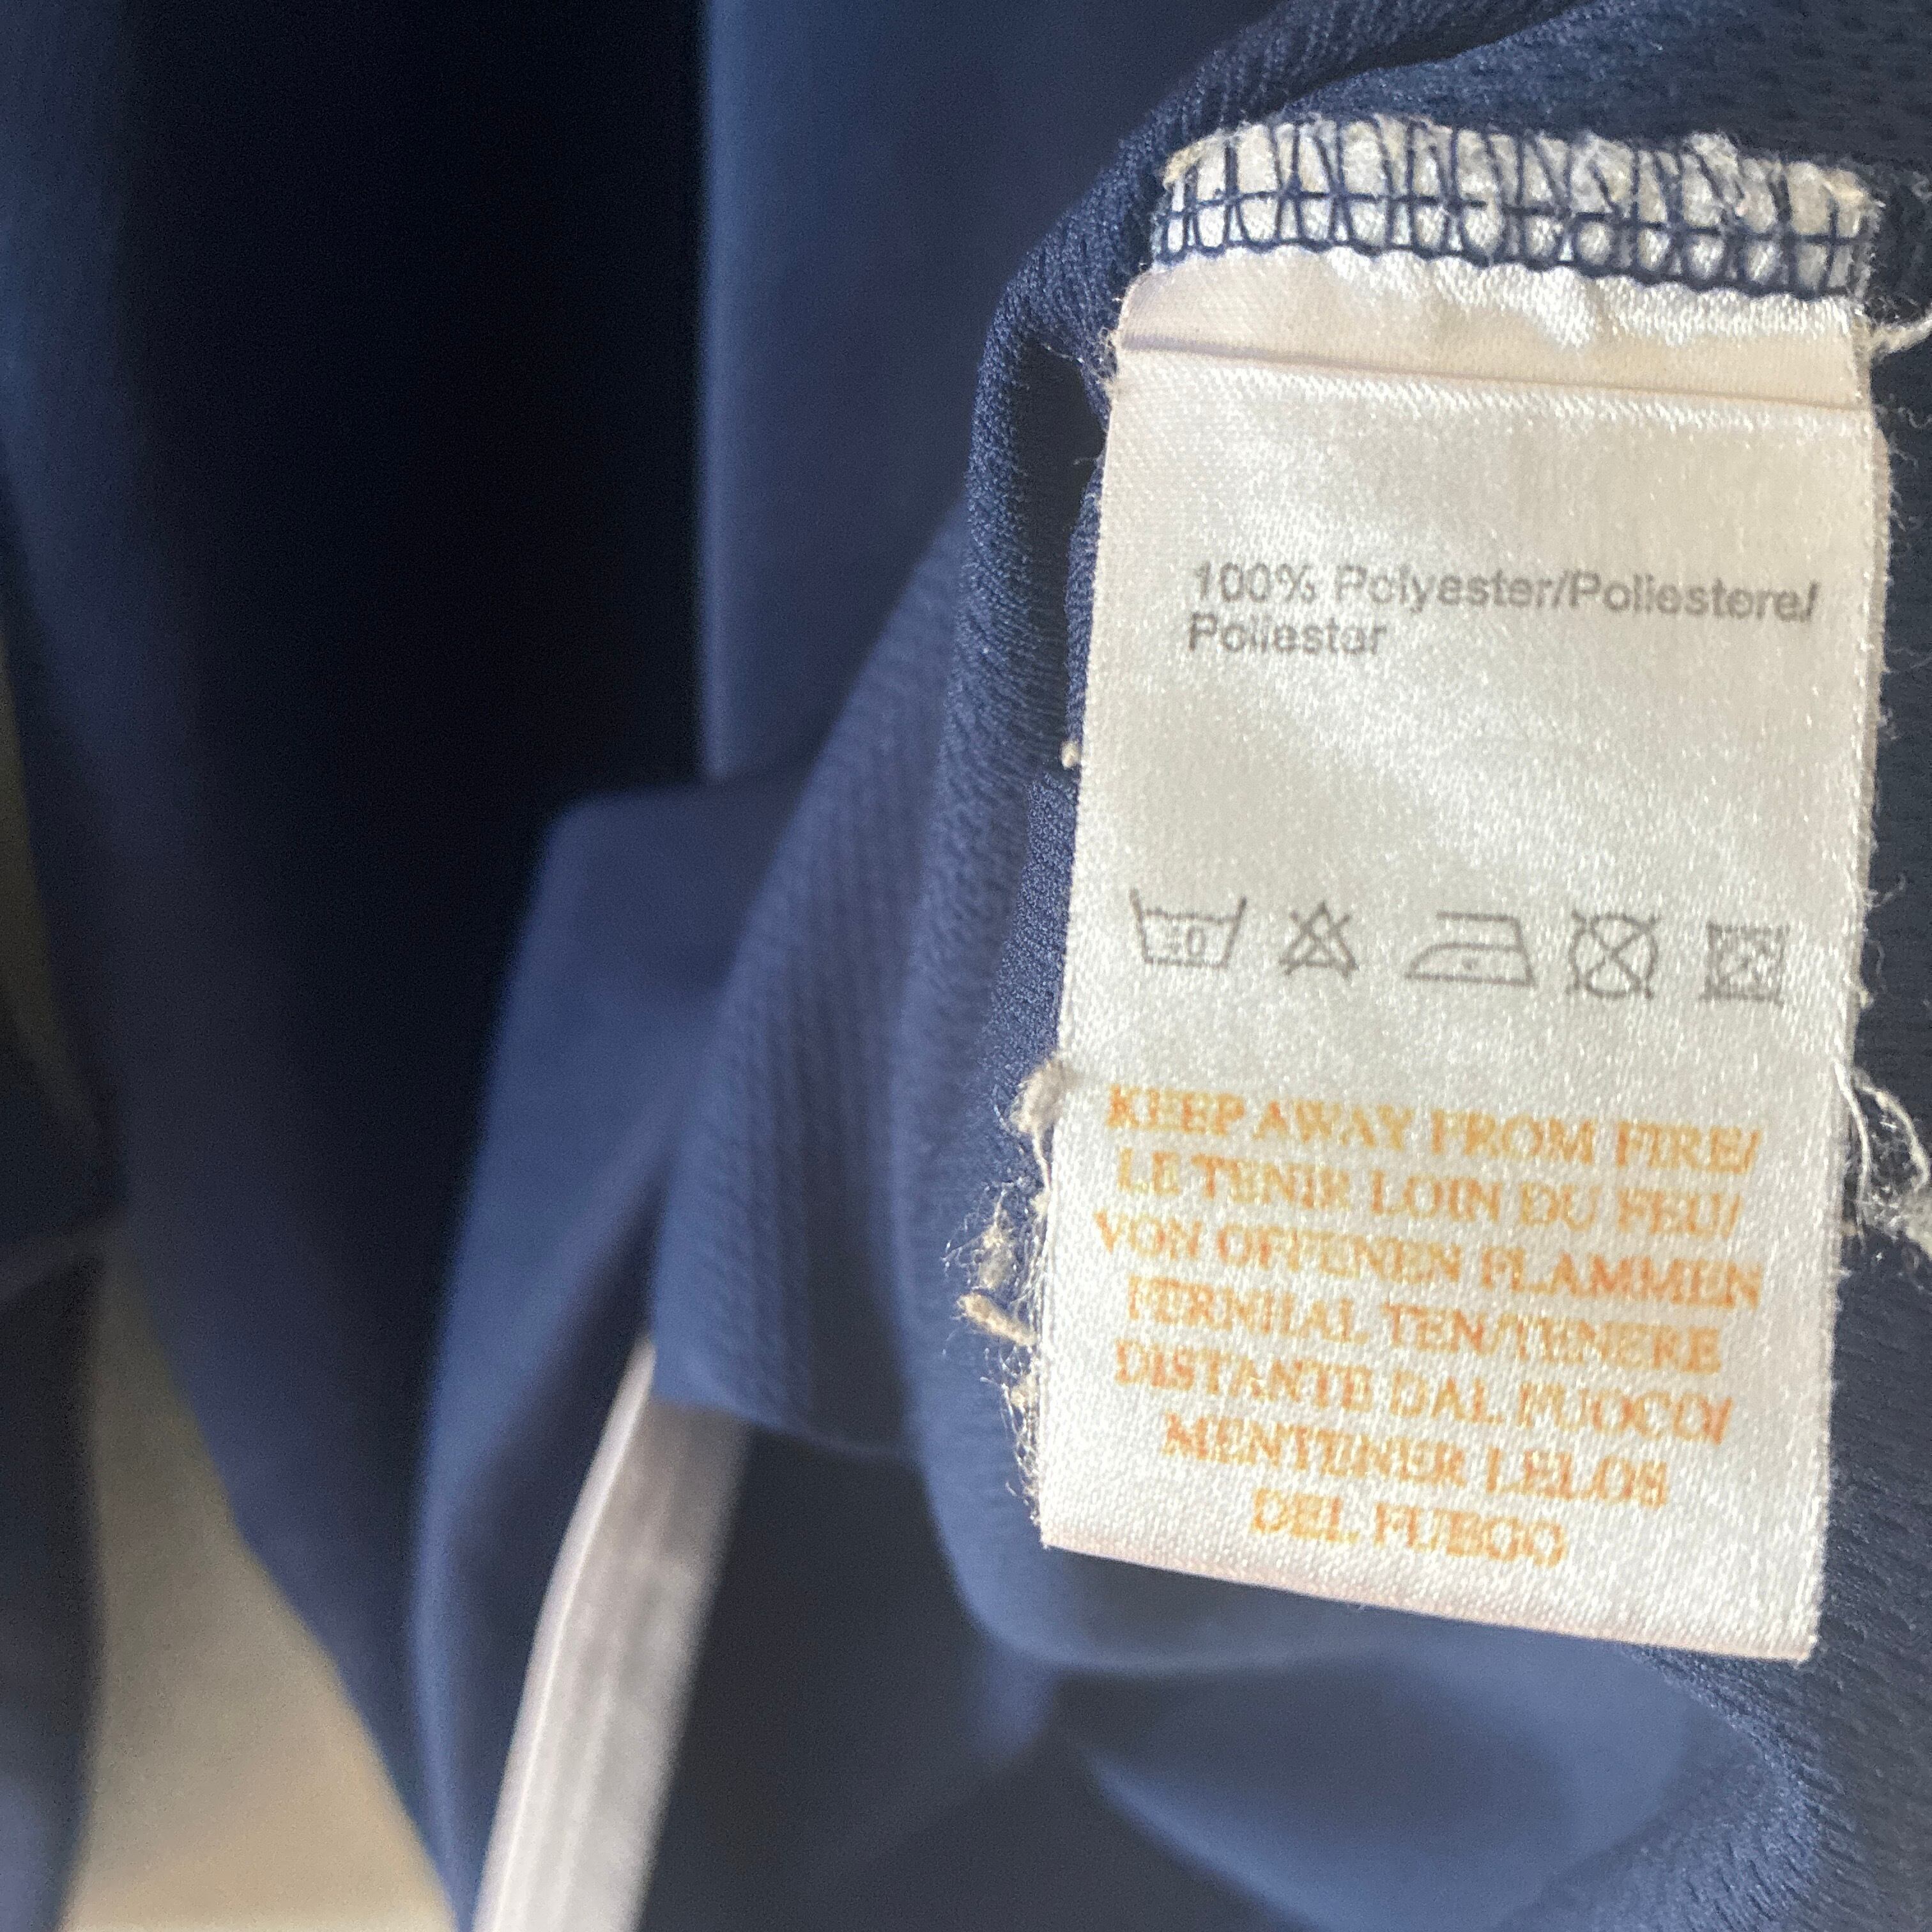 100% Polyester/Poliestere/
Poliestar
KEEP AWAY FROM FIRE/
LE TENIR LOIN DU FEU/
VON OFFENEN FLAMMEN
FERNHAL TEN/TENERE
DISTANTE DAL FUOCO/
MENTENER LELOS
DEL FUEGO